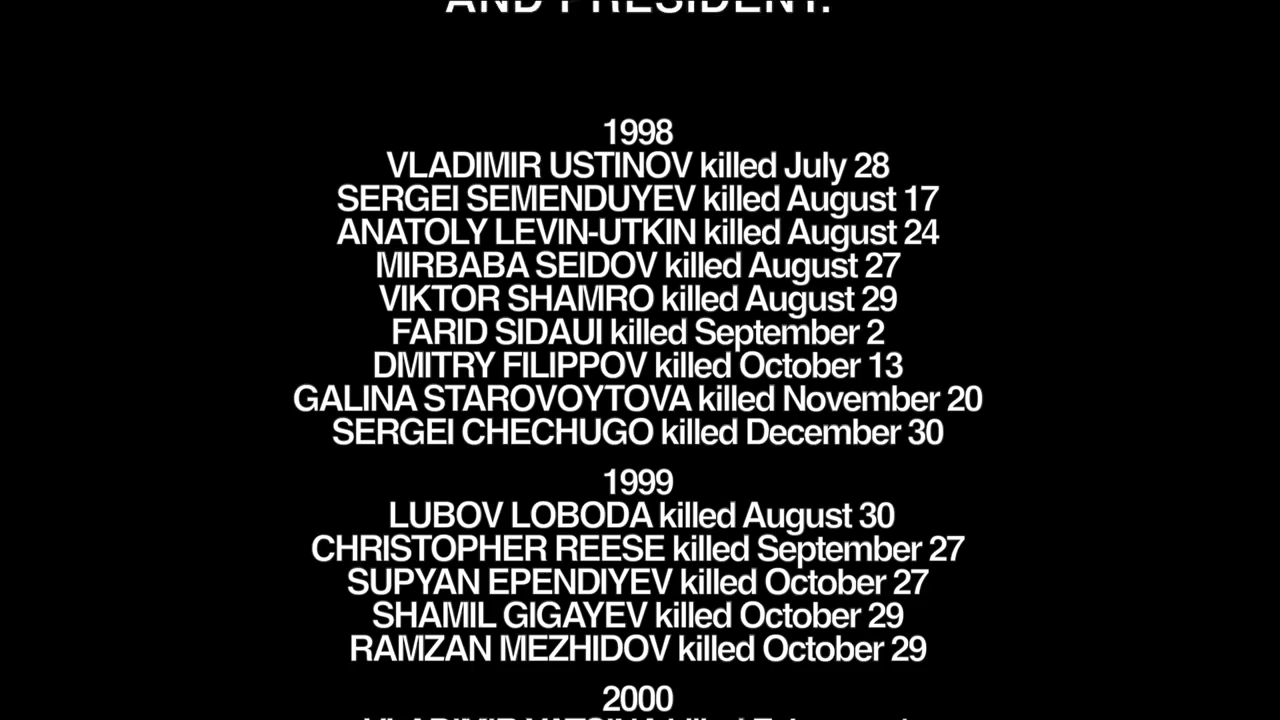 AND PRESIDENT.
1998
VLADIMIR USTINOV killed July 28
SERGEI SEMENDUYEV killed August 17
ANATOLY LEVIN-UTKIN killed August 24
MIRBABA SEIDOV killed August 27
VIKTOR SHAMRO killed August 29
FARID SIDAUI killed September 2
DMITRY FILIPPOV killed October 13
GALINA STAROVOYTOVA killed November 20
SERGEI CHECHUGO killed December 30
1999
LUBOV LOBODA killed August 30
CHRISTOPHER REESE killed September 27
SUPYAN EPENDIYEV killed October 27
SHAMIL GIGAYEV killed October 29
RAMZAN MEZHIDOV killed October 29
2000